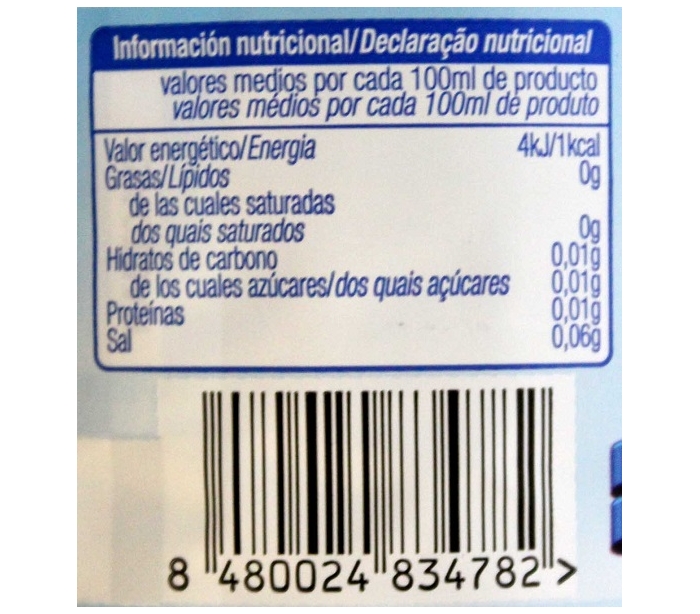 Información nutricional/Declaração nutricional
valores medios por cada 100ml de producto
valores médios por cada 100ml de produto
Valor energético/Energia 4kJ/1kcal
Grasas/Lípidos 0g
de las cuales saturadas
dos quais saturados 0g
Hidratos de carbono 0,01g
de los cuales azúcares/dos quais açúcares 0,01g
Proteínas 0,01g
Sal 0,06g
8 480024 834782 >